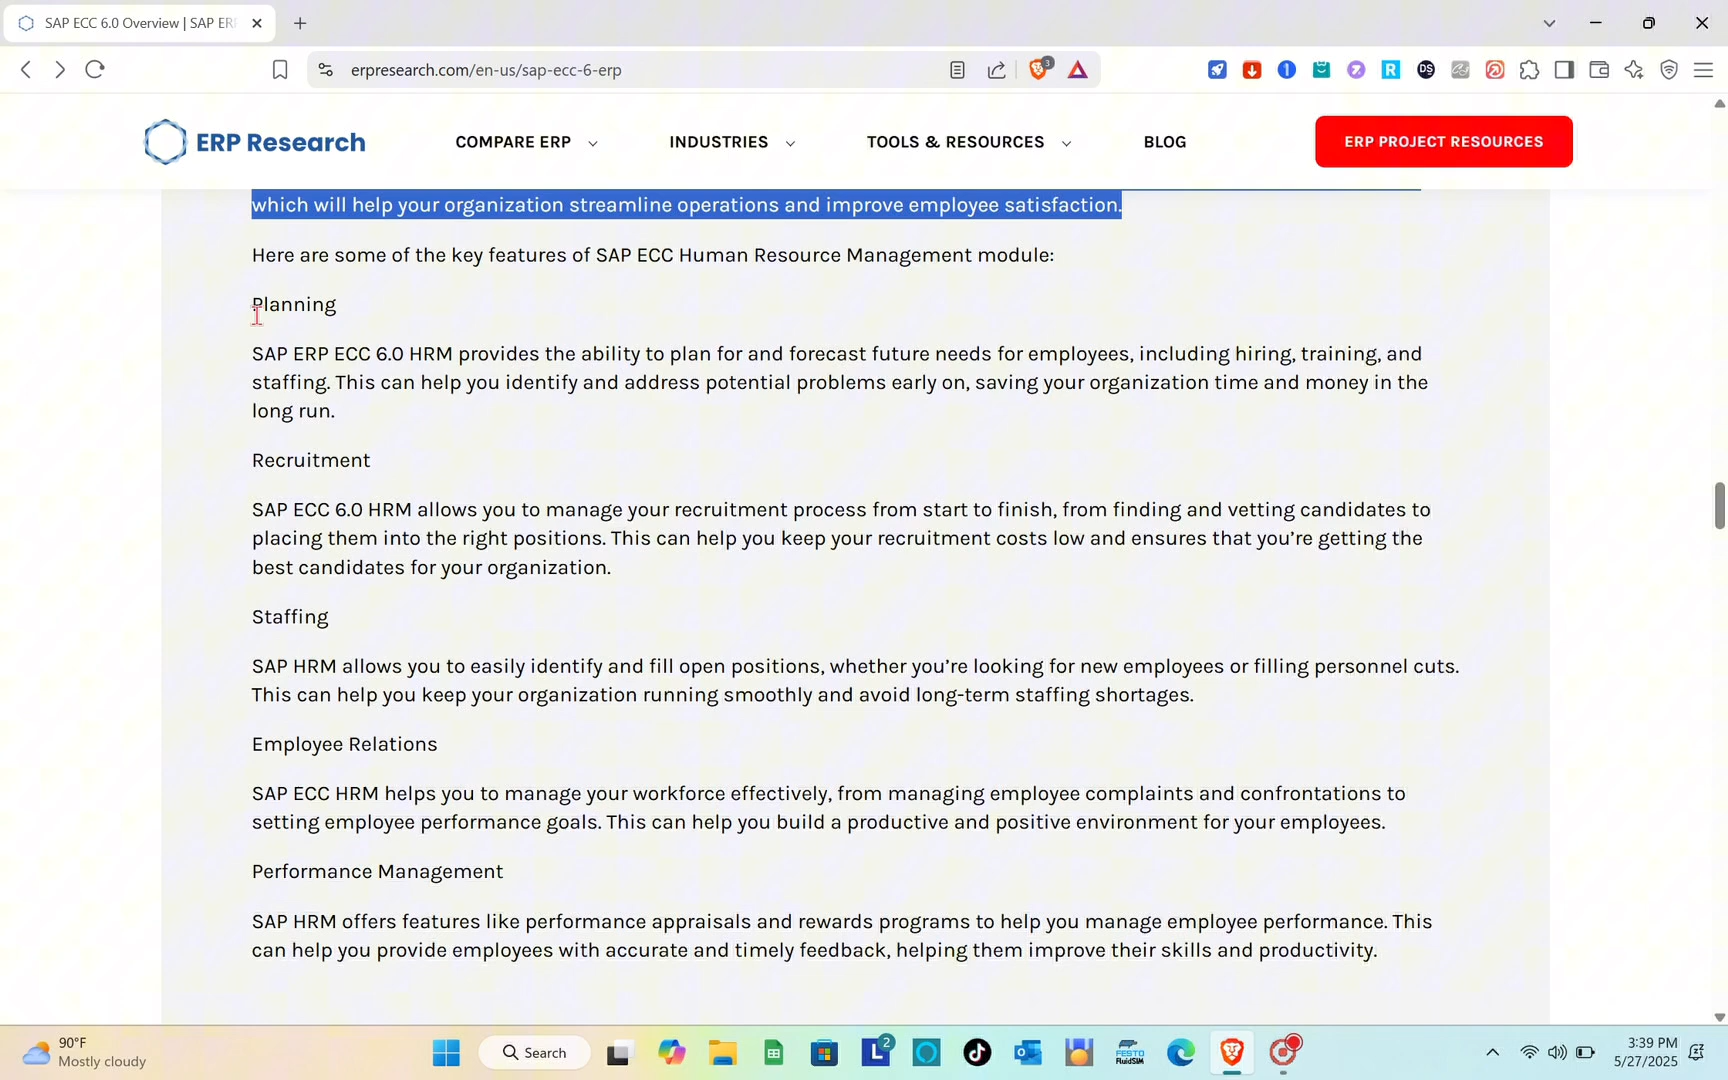 SAP ECC 6.0 Overview | SAP ER
erpresearch.com/en-us/sap-ecc-6-erp
3
ERP Research
COMPARE ERP
INDUSTRIES
TOOLS & RESOURCES
BLOG
ERP PROJECT RESOURCES
which will help your organization streamline operations and improve employee satisfaction.
Here are some of the key features of SAP ECC Human Resource Management module:
Planning
SAP ERP ECC 6.0 HRM provides the ability to plan for and forecast future needs for employees, including hiring, training, and
staffing. This can help you identify and address potential problems early on, saving your organization time and money in the
long run.
Recruitment
SAP ECC 6.0 HRM allows you to manage your recruitment process from start to finish, from finding and vetting candidates to
placing them into the right positions. This can help you keep your recruitment costs low and ensures that you’re getting the
best candidates for your organization.
Staffing
SAP HRM allows you to easily identify and fill open positions, whether you’re looking for new employees or filling personnel cuts.
This can help you keep your organization running smoothly and avoid long-term staffing shortages.
Employee Relations
SAP ECC HRM helps you to manage your workforce effectively, from managing employee complaints and confrontations to
setting employee performance goals. This can help you build a productive and positive environment for your employees.
Performance Management
SAP HRM offers features like performance appraisals and rewards programs to help you manage employee performance. This
can help you provide employees with accurate and timely feedback, helping them improve their skills and productivity.
90°F
Mostly cloudy
Search
L
2
FESTO
FluidSIM
3:39 PM
5/27/2025